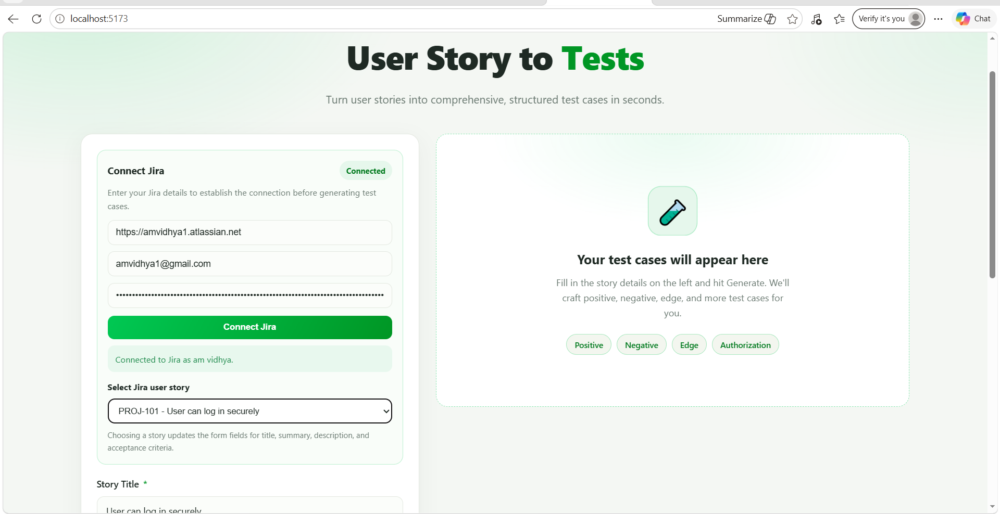 localhost:5173
Summarize
Verify it's you
Chat
User Story to Tests
Turn user stories into comprehensive, structured test cases in seconds.
Connect Jira
Connected
Enter your Jira details to establish the connection before generating test
cases.
https://amvidhya1.atlassian.net
amvidhya1@gmail.com
Connect Jira
Connected to Jira as am vidhya.
Select Jira user story
PROJ-101 - User can log in securely
Choosing a story updates the form fields for title, summary, description, and
acceptance criteria.
Story Title *
User can log in securely
Your test cases will appear here
Fill in the story details on the left and hit Generate. We'll
craft positive, negative, edge, and more test cases for
you.
Positive
Negative
Edge
Authorization